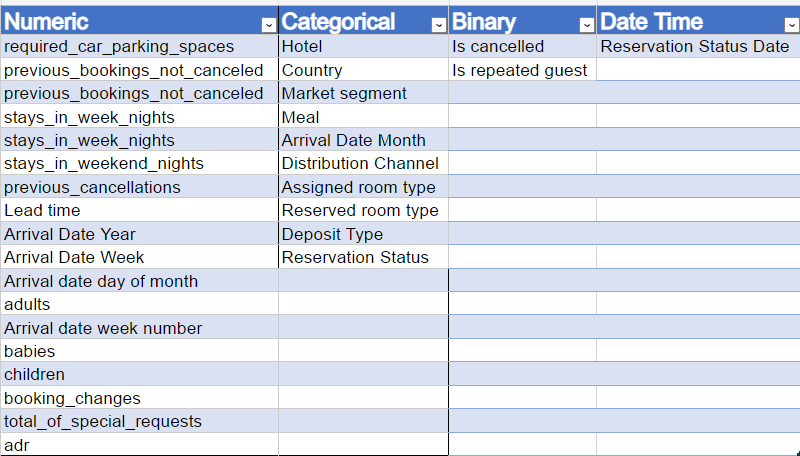 Numeric Categorical Binary Date Time
required_car_parking_spaces Hotel Is cancelled Reservation Status Date
previous_bookings_not_canceled Country Is repeated guest
previous_bookings_not_canceled Market segment
stays_in_week_nights Meal
stays_in_week_nights Arrival Date Month
stays_in_weekend_nights Distribution Channel
previous_cancellations Assigned room type
Lead time Reserved room type
Arrival Date Year Deposit Type
Arrival Date Week Reservation Status
Arrival date day of month
adults
Arrival date week number
babies
children
booking_changes
total_of_special_requests
adr